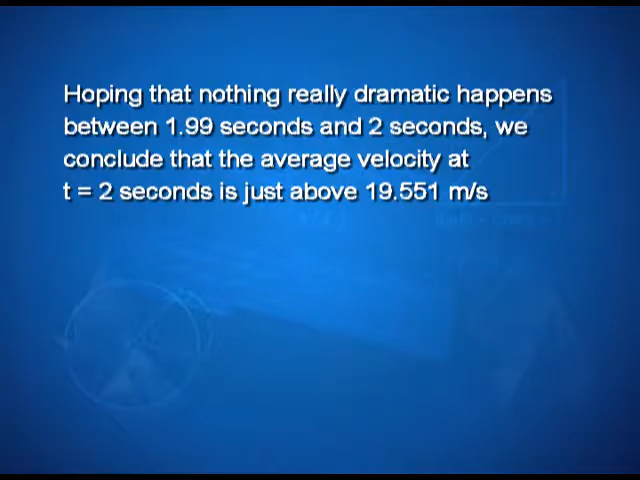 Hoping that nothing really dramatic happens
between 1.99 seconds and 2 seconds, we
conclude that the average velocity at
t = 2 seconds is just above 19.551 m/s